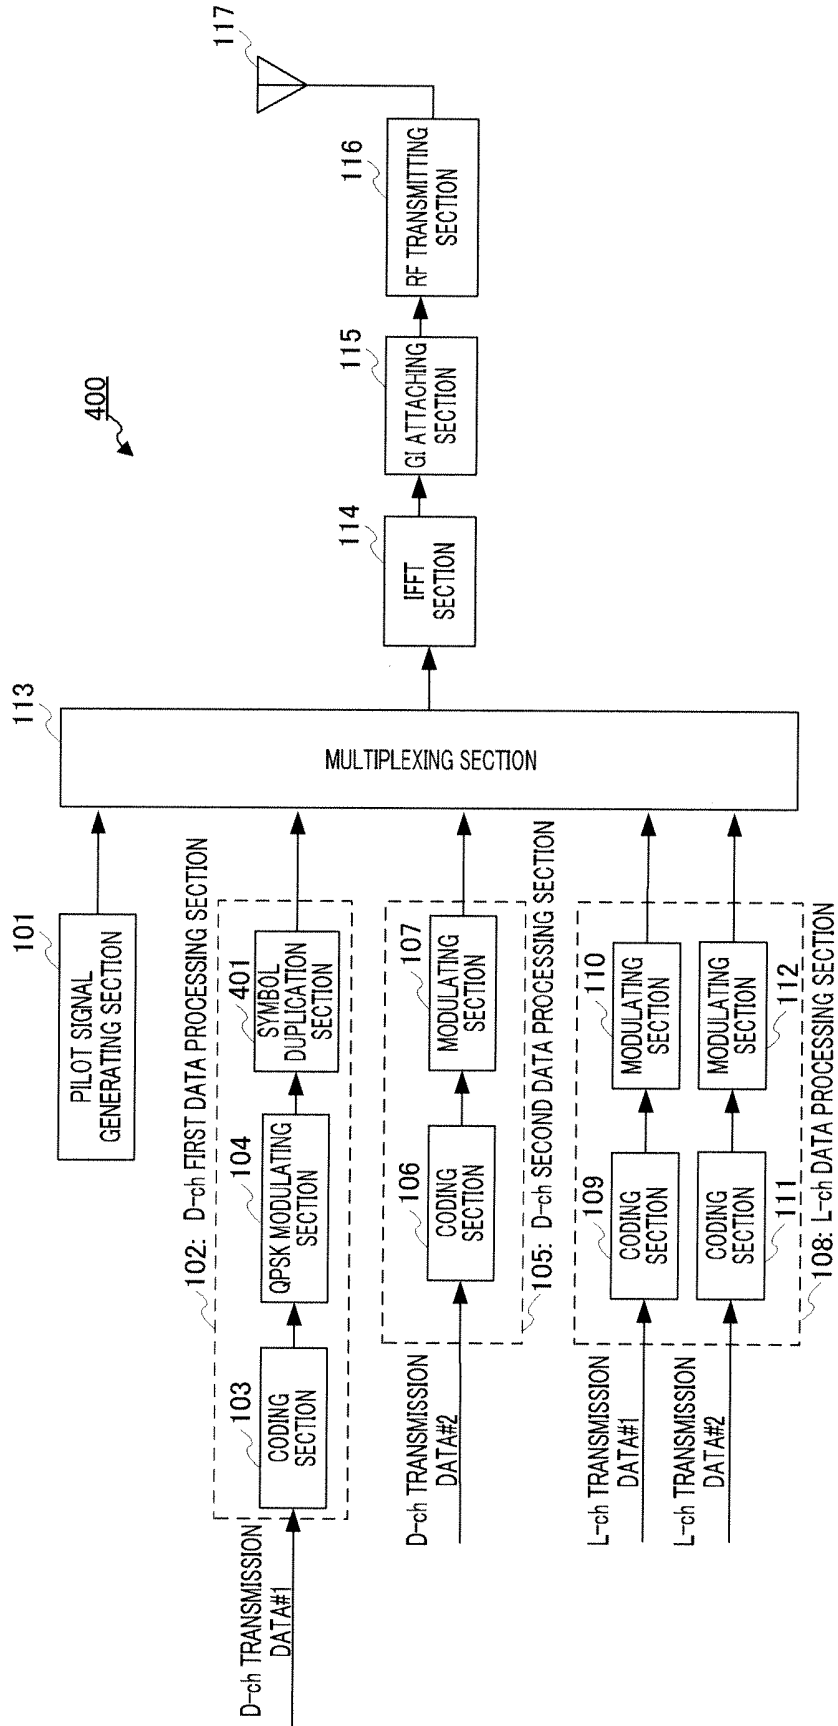 400
101
PILOT SIGNAL
GENERATING SECTION
102: D-ch FIRST DATA PROCESSING SECTION
D-ch TRANSMISSION
DATA#1
103
CODING
SECTION
104
QPSK MODULATING
SECTION
401
SYMBOL
DUPLICATION
SECTION
D-ch TRANSMISSION
DATA#2
106
CODING
SECTION
107
MODULATING
SECTION
105: D-ch SECOND DATA PROCESSING SECTION
L-ch TRANSMISSION
DATA#1
109
CODING
SECTION
110
MODULATING
SECTION
L-ch TRANSMISSION
DATA#2
CODING
SECTION
111
MODULATING
SECTION
112
108: L-ch DATA PROCESSING SECTION
113
MULTIPLEXING SECTION
114
IFFT
SECTION
115
GI ATTACHING
SECTION
116
RF TRANSMITTING
SECTION
117